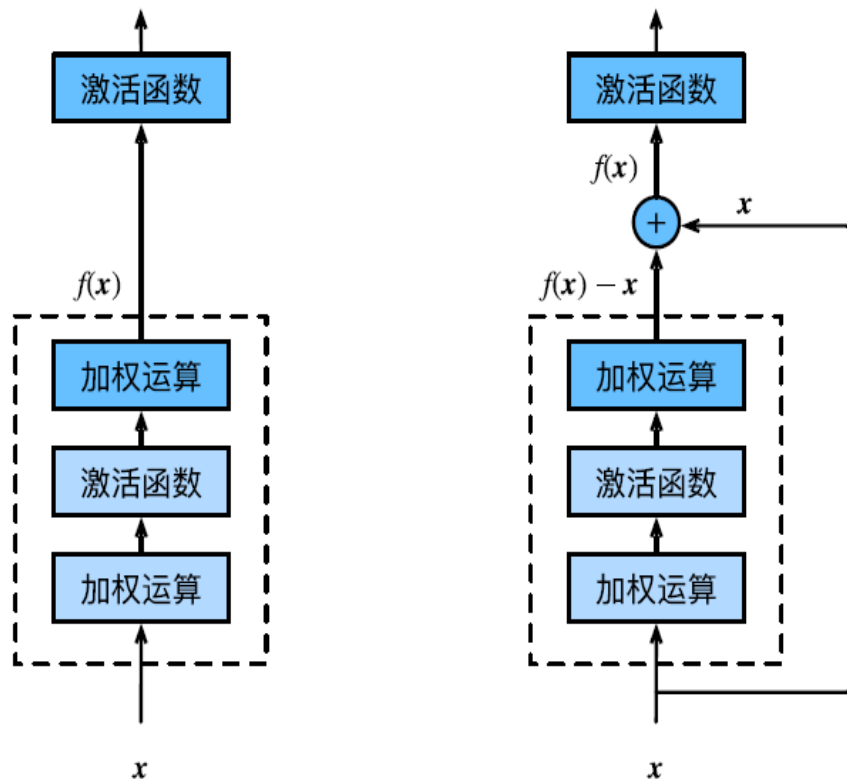 激活函数
f(x)
加权运算
激活函数
加权运算
x
激活函数
f(x)
+
x
f(x) − x
加权运算
激活函数
加权运算
x